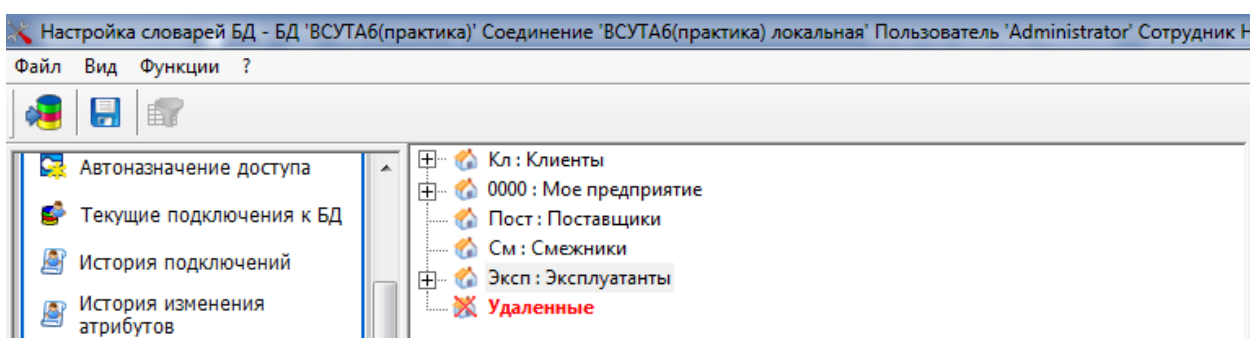 Настройка словарей БД - БД 'ВСУТА6(практика)' Соединение 'ВСУТА6(практика) локальная' Пользователь 'Administrator' Сотрудник Н
Файл Вид Функции ?
Автоназначение доступа
Текущие подключения к БД
История подключений
История изменения
атрибутов
Кл : Клиенты
0000 : Мое предприятие
Пост : Поставщики
См : Смежники
Эксп : Эксплуатанты
Удаленные